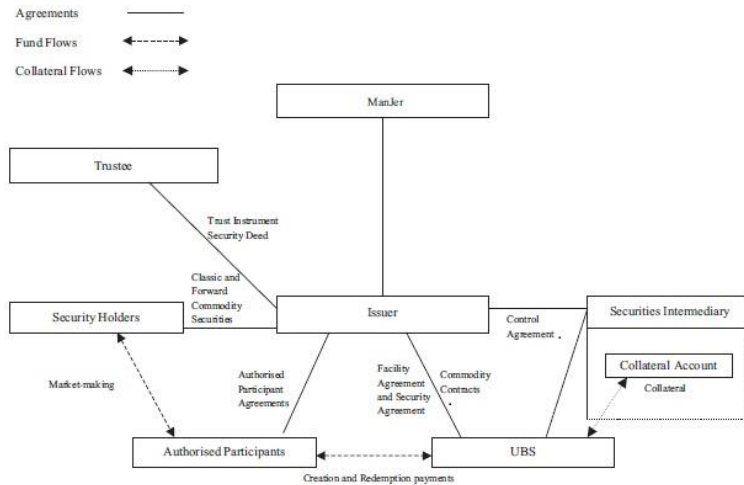 Agreements
Fund Flows
Collateral Flows
ManJer
Trustee
Trust Instrument
Security Deed
Classic and
Forward
Commodity
Securities
Security Holders
Issuer
Securities Intermediary
Control
Agreement
Collateral Account
Collateral
Market-making
Authorised
Participant
Agreements
Facility
Agreement
and Security
Agreement
Commodity
Contracts
Authorised Participants
UBS
Creation and Redemption payments